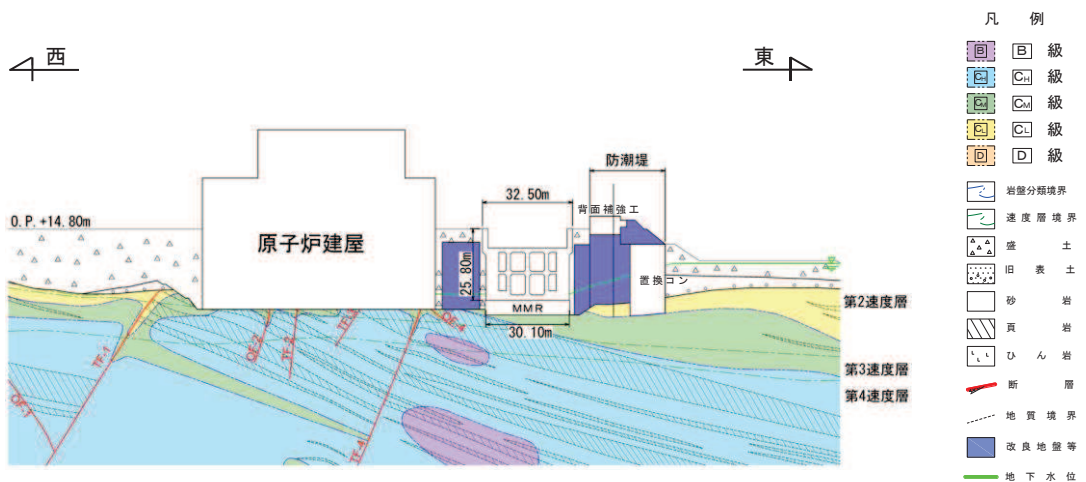 西
東
O.P.+14.80m
原子炉建屋
32.50m
25.80m
MMR
30.10m
背面補強工
防潮堤
置換コン
第2速度層
第3速度層
第4速度層
TF-1
OF-2
TF-2
OF-4
TF-4
凡 例
B B 級
CH CH 級
CM CM 級
CL CL 級
D D 級
岩盤分類境界
速度層境界
盛 土
旧 表 土
砂 岩
頁 岩
ひ ん 岩
断 層
地 質 境 界
改 良 地 盤 等
地 下 水 位